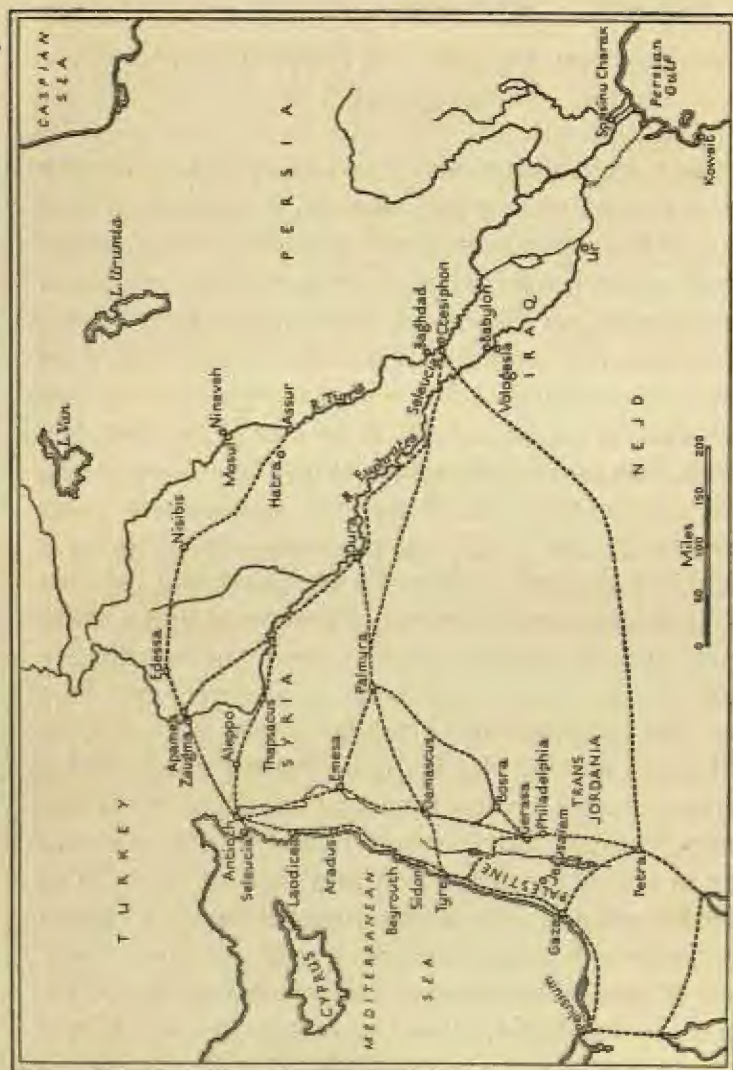 CASPIAN
SEA
L.Urumia
L.Van
PERSIA
TURKEY
Edessa
Nisibis
Mosul
Nineveh
Hatra
Assur
R. Tigris
Apamea
Zeugma
Antioch
Seleucia
Aleppo
Thapsacus
SYRIA
Laodicea
Aradus
Emesa
Palmyra
Dura
R. Euphrates
Baghdad
Seleucia
Ctesiphon
Babylon
Vologesia
IRAQ
Ur
Spasinu Charax
Persian
Gulf
Koweit
CYPRUS
MEDITERRANEAN
SEA
Beyrouth
Sidon
Tyre
Damascus
Bosra
Gerasa
Philadelphia
TRANS
JORDANIA
Jerusalem
PALESTINE
Gaza
Petra
Pelusium
NEJD
Miles
0 50 100 150 200